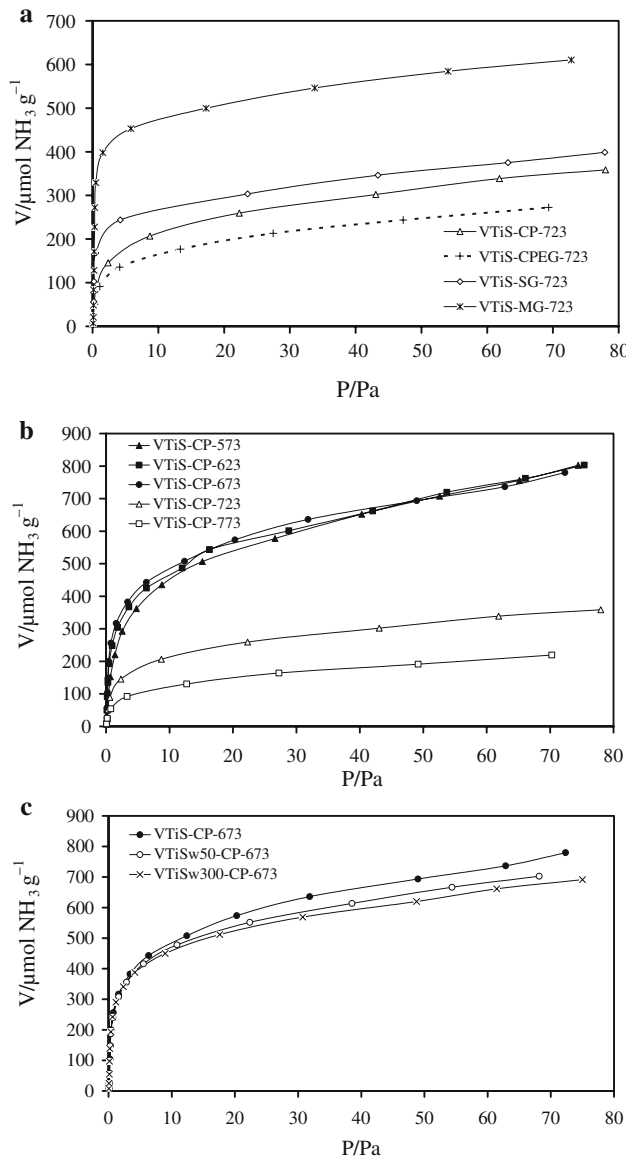 a
700
600
500
400
300
200
100
0
V/μmol NH₃ g⁻¹
VTiS-CP-723
VTiS-CPEG-723
VTiS-SG-723
VTiS-MG-723
0 10 20 30 40 50 60 70 80
P/Pa
b
900
800
700
600
500
400
300
200
100
0
V/μmol NH₃ g⁻¹
VTiS-CP-573
VTiS-CP-623
VTiS-CP-673
VTiS-CP-723
VTiS-CP-773
0 10 20 30 40 50 60 70 80
P/Pa
c
900
800
700
600
500
400
300
200
100
0
V/μmol NH₃ g⁻¹
VTiS-CP-673
VTiSw50-CP-673
VTiSw300-CP-673
0 10 20 30 40 50 60 70 80
P/Pa